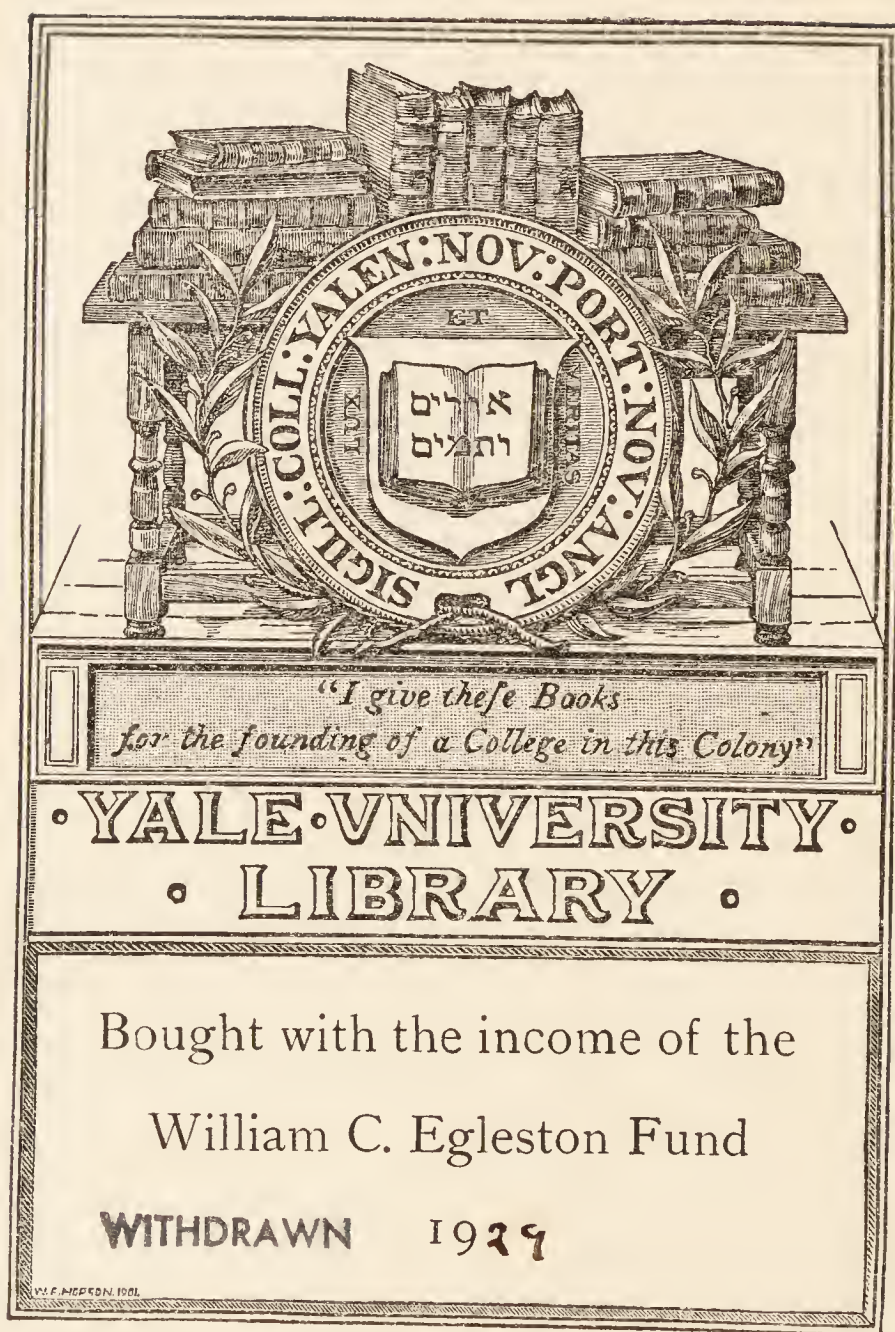 SIGILL·COLL:YALEN:NOV:PORT:NOV·ANGL
ET
LUX
VERITAS
אורים
ותמים
"I give theſe Books
for the founding of a College in this Colony"
·YALE·VNIVERSITY·
· LIBRARY ·
Bought with the income of the
William C. Egleston Fund
WITHDRAWN 1929
W.F. HOPSON. 1901.